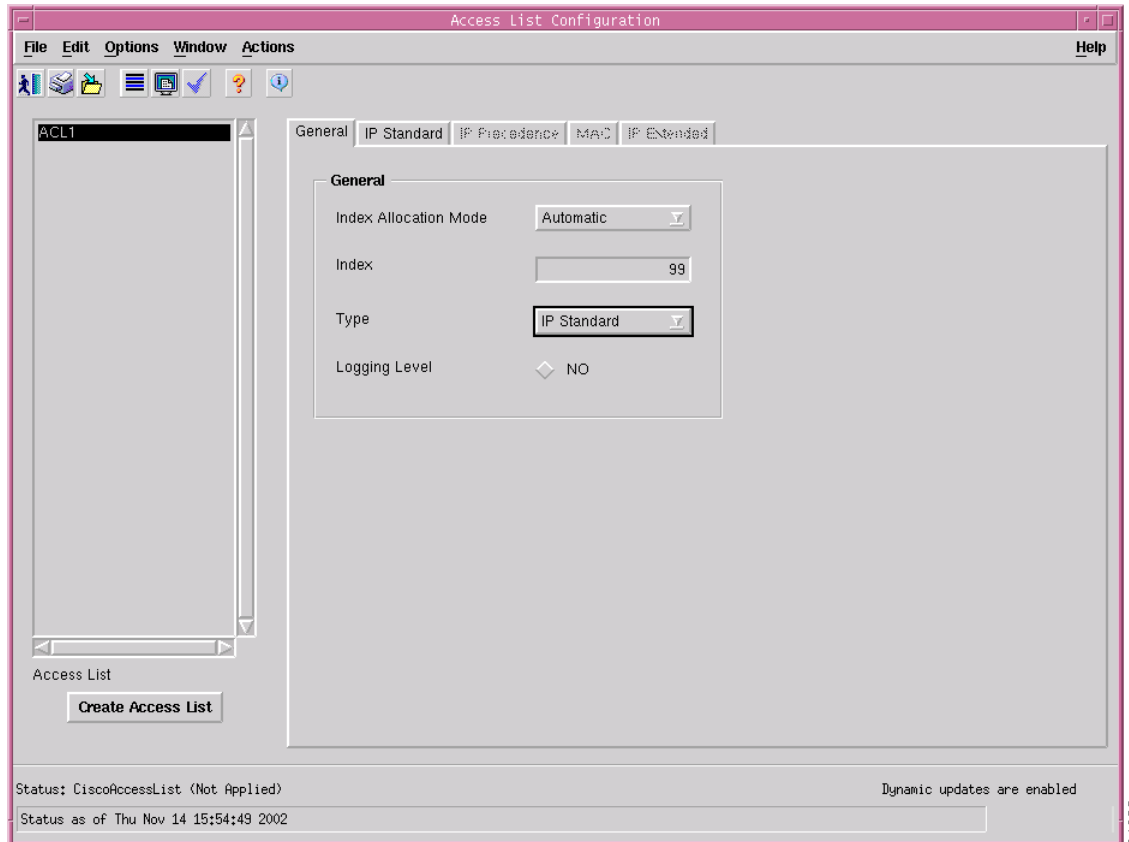 Access List Configuration
File Edit Options Window Actions Help
ACL1
General IP Standard IP Precedence MAC IP Extended
General
Index Allocation Mode Automatic
Index 99
Type IP Standard
Logging Level NO
Access List
Create Access List
Status: CiscoAccessList (Not Applied)
Dynamic updates are enabled
Status as of Thu Nov 14 15:54:49 2002